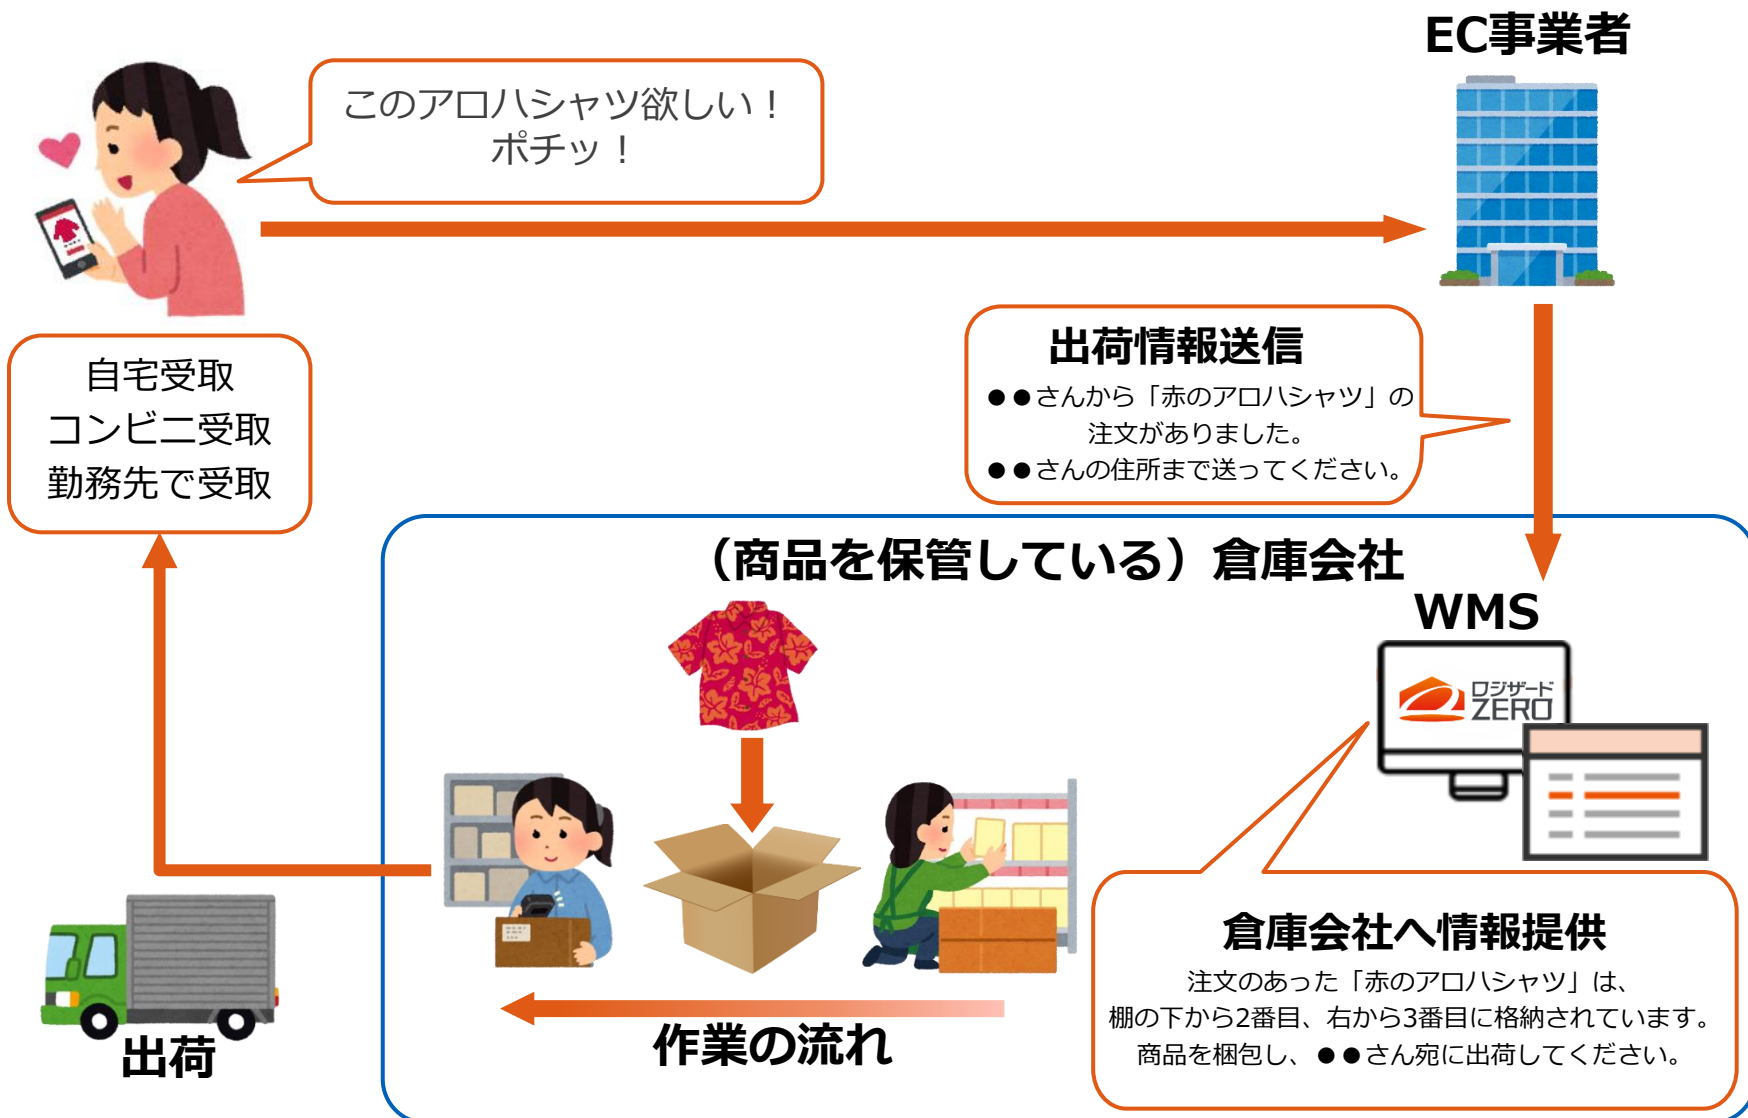 EC事業者
このアロハシャツ欲しい！
ポチッ！
出荷情報送信
●●さんから「赤のアロハシャツ」の
注文がありました。
●●さんの住所まで送ってください。
自宅受取
コンビニ受取
勤務先で受取
（商品を保管している）倉庫会社
WMS
ロジザード
ZERO
倉庫会社へ情報提供
注文のあった「赤のアロハシャツ」は、
棚の下から2番目、右から3番目に格納されています。
商品を梱包し、●●さん宛に出荷してください。
作業の流れ
出荷